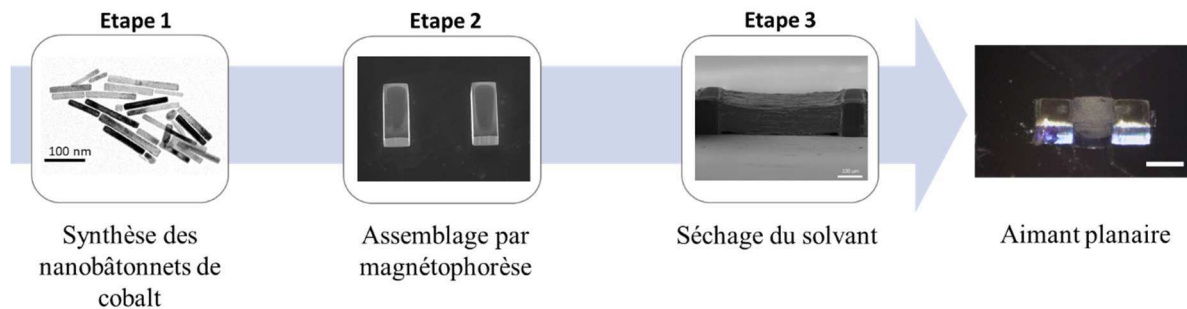 Etape 1
Etape 2
Etape 3
100 nm
100 µm
Synthèse des
nanobâtonnets de
cobalt
Assemblage par
magnétophorèse
Séchage du solvant
Aimant planaire